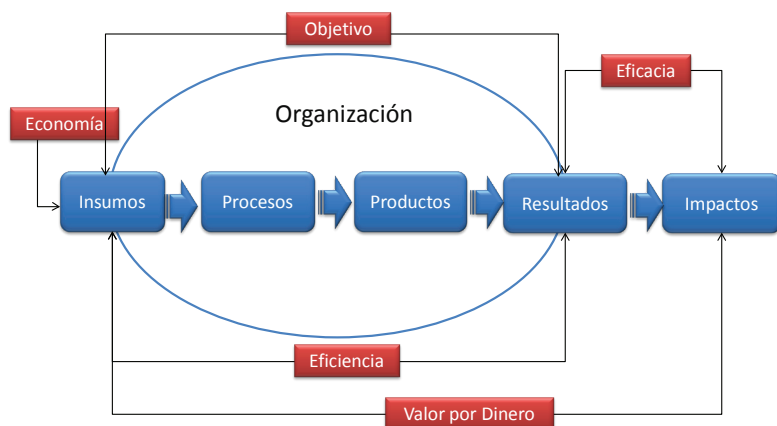 Objetivo
Eficacia
Organización
Economía
Insumos
Procesos
Productos
Resultados
Impactos
Eficiencia
Valor por Dinero